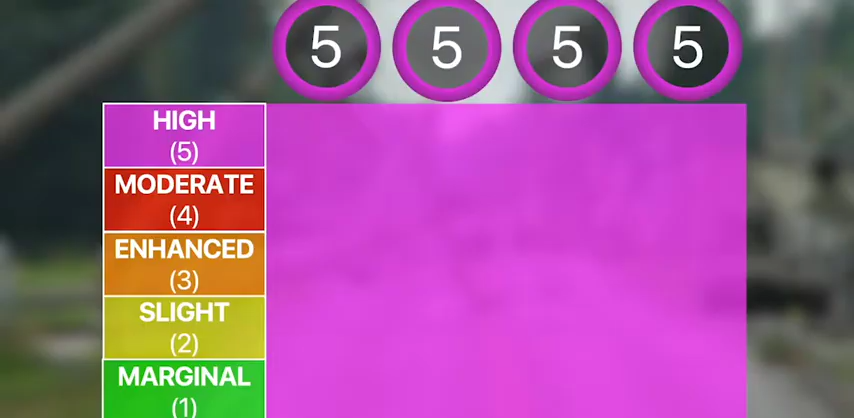 5 5 5 5
HIGH
(5)
MODERATE
(4)
ENHANCED
(3)
SLIGHT
(2)
MARGINAL
(1)